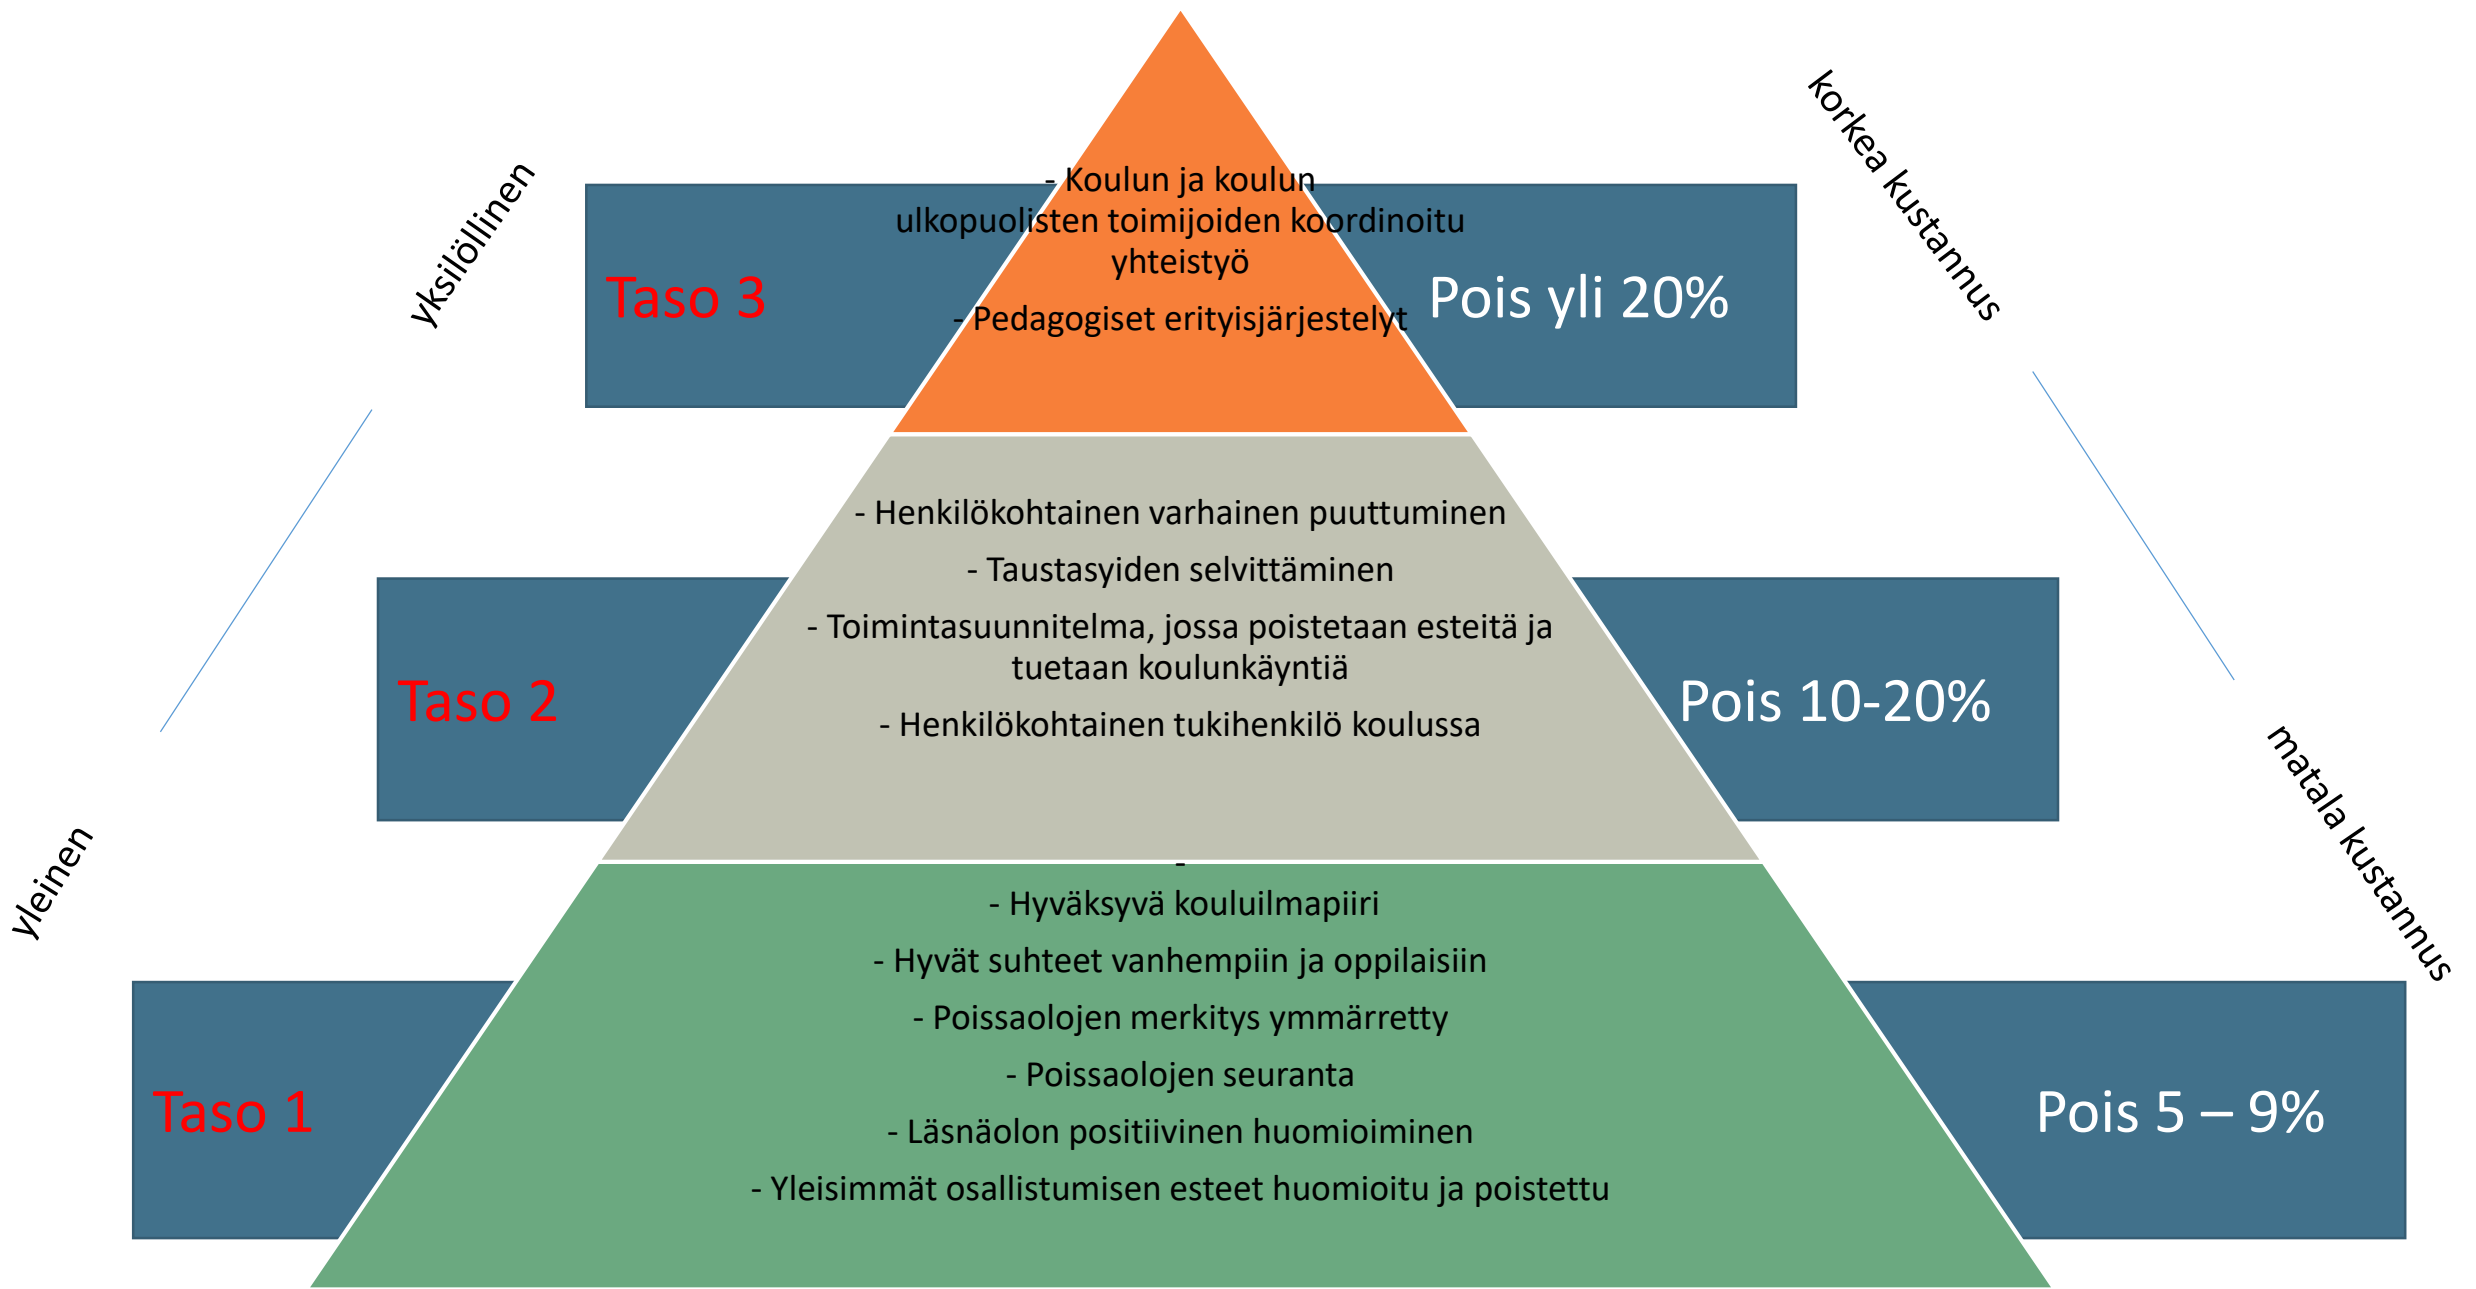 korkea kustannus
yksilöllinen
- Koulun ja koulun
ulkopuolisten toimijoiden koordinoitu
yhteistyö
- Pedagogiset erityisjärjestelyt
Taso 3
Pois yli 20%
- Henkilökohtainen varhainen puuttuminen
- Taustasyiden selvittäminen
- Toimintasuunnitelma, jossa poistetaan esteitä ja
tuetaan koulunkäyntiä
- Henkilökohtainen tukihenkilö koulussa
Taso 2
Pois 10-20%
yleinen
matala kustannus
-
- Hyväksyvä kouluilmapiiri
- Hyvät suhteet vanhempiin ja oppilaisiin
- Poissaolojen merkitys ymmärretty
- Poissaolojen seuranta
- Läsnäolon positiivinen huomioiminen
- Yleisimmät osallistumisen esteet huomioitu ja poistettu
Taso 1
Pois 5 – 9%